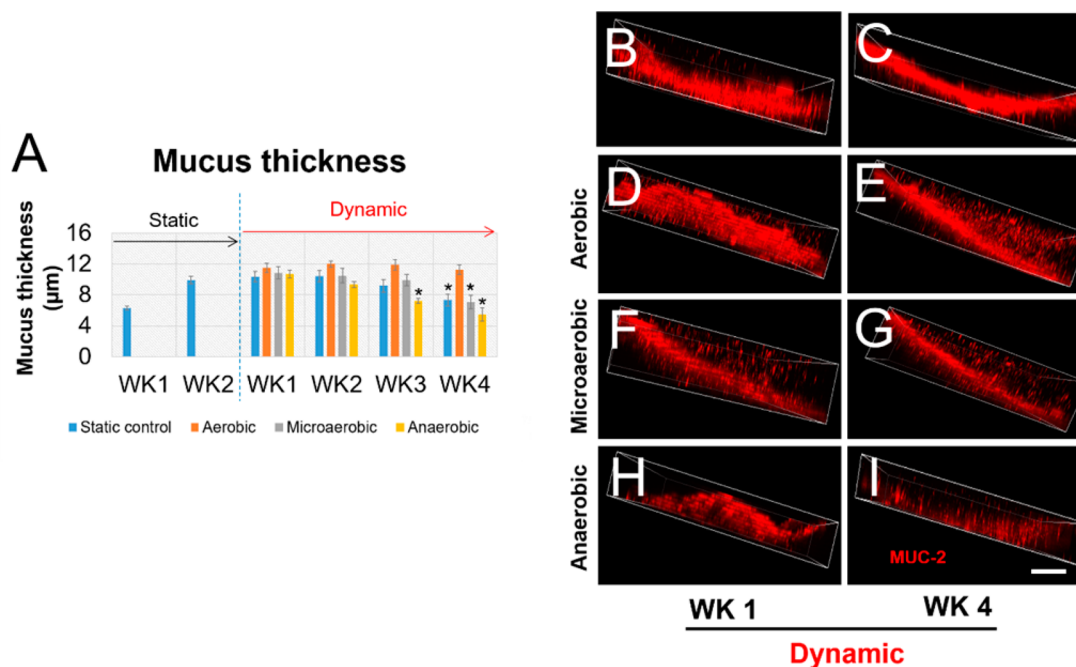 A
Mucus thickness
Static
Dynamic
Mucus thickness
(μm)
16
12
8
4
0
*
*
*
*
WK1
WK2
WK1
WK2
WK3
WK4
Static control
Aerobic
Microaerobic
Anaerobic
B
C
Aerobic
D
E
Microaerobic
F
G
Anaerobic
H
I
MUC-2
WK 1
WK 4
Dynamic